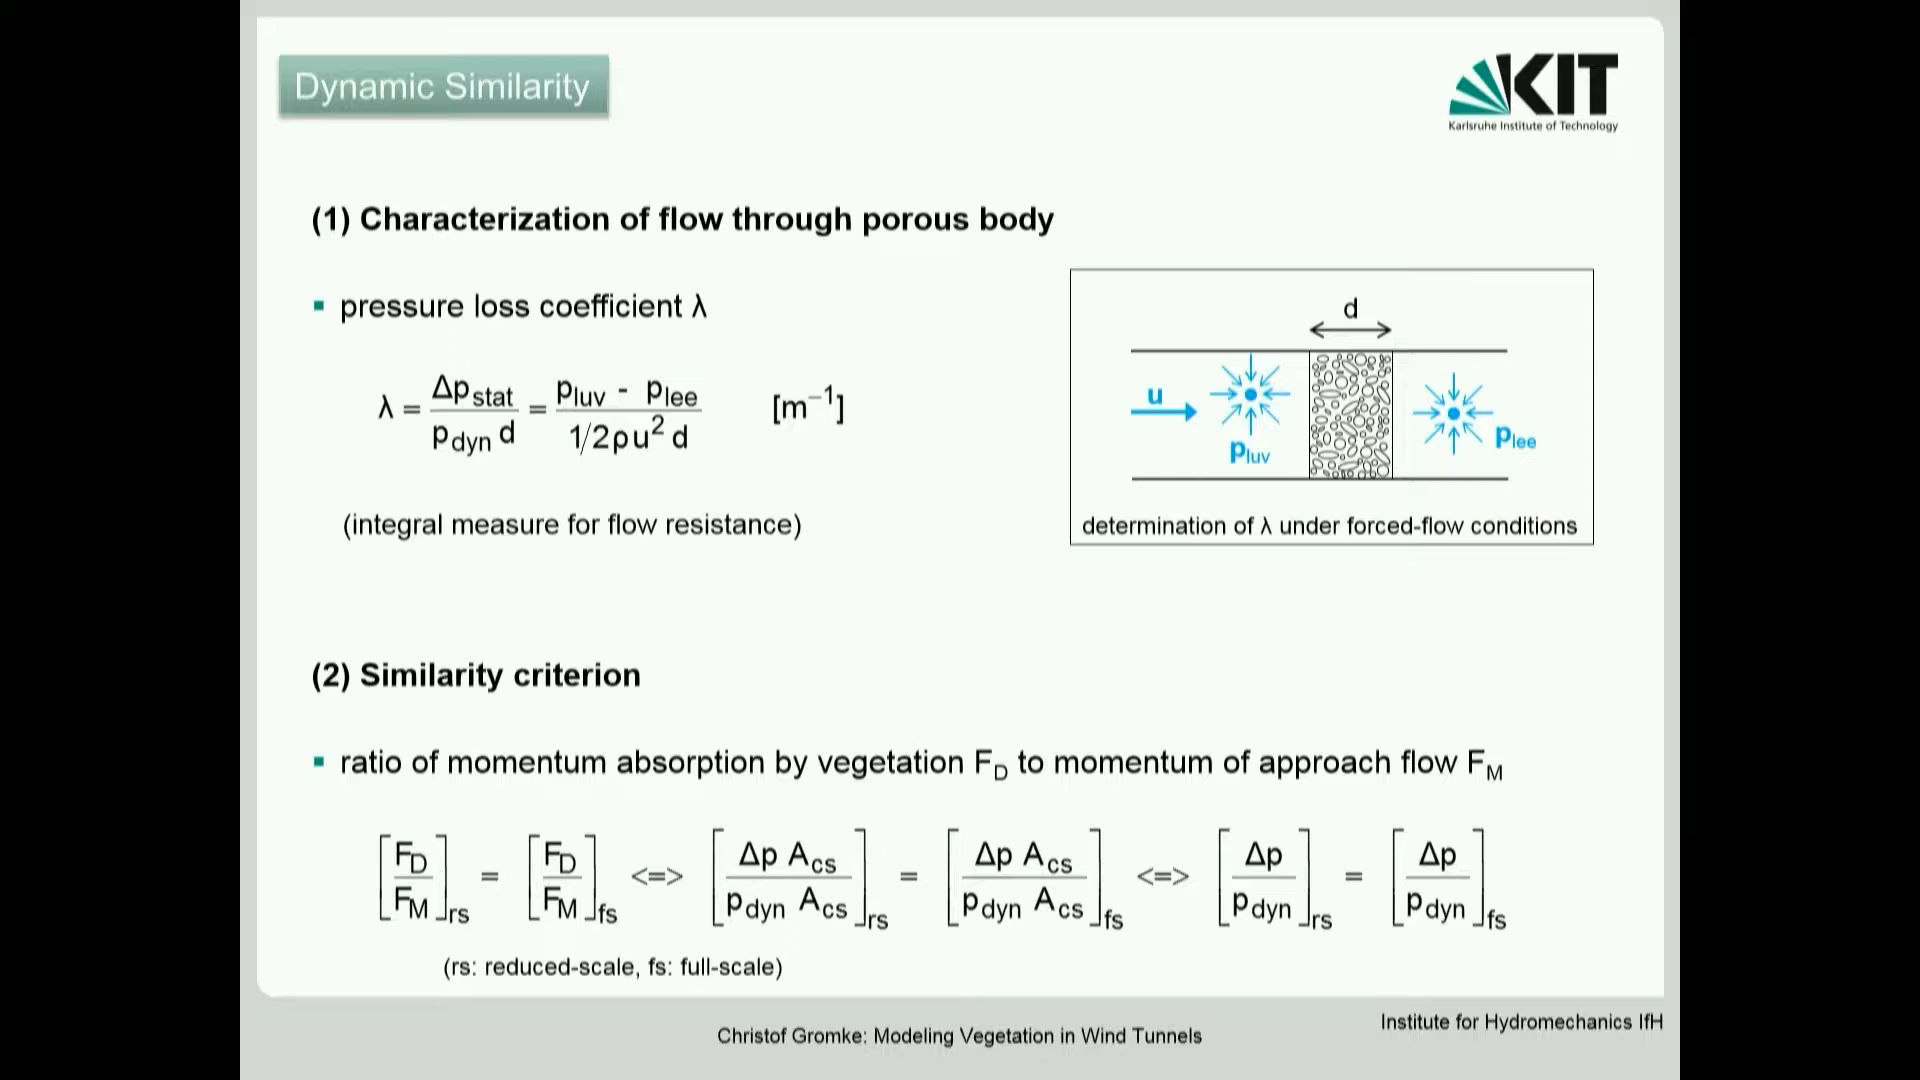 Dynamic Similarity
KIT
Karlsruhe Institute of Technology
(1) Characterization of flow through porous body
▪ pressure loss coefficient λ
λ = Δp_stat / (p_dyn d) = (p_luv - p_lee) / (1/2ρu² d) [m⁻¹]
(integral measure for flow resistance)
d
u
p_luv
p_lee
determination of λ under forced-flow conditions
(2) Similarity criterion
▪ ratio of momentum absorption by vegetation F_D to momentum of approach flow F_M
[F_D / F_M]_rs = [F_D / F_M]_fs <=> [Δp A_cs / p_dyn A_cs]_rs = [Δp A_cs / p_dyn A_cs]_fs <=> [Δp / p_dyn]_rs = [Δp / p_dyn]_fs
(rs: reduced-scale, fs: full-scale)
Institute for Hydromechanics IfH
Christof Gromke: Modeling Vegetation in Wind Tunnels